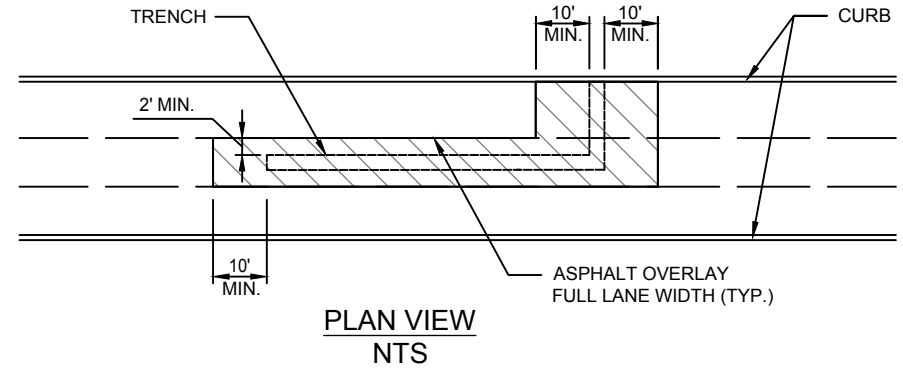 TRENCH
10'
MIN.
10'
MIN.
CURB
2' MIN.
10'
MIN.
ASPHALT OVERLAY
FULL LANE WIDTH (TYP.)
PLAN VIEW
NTS